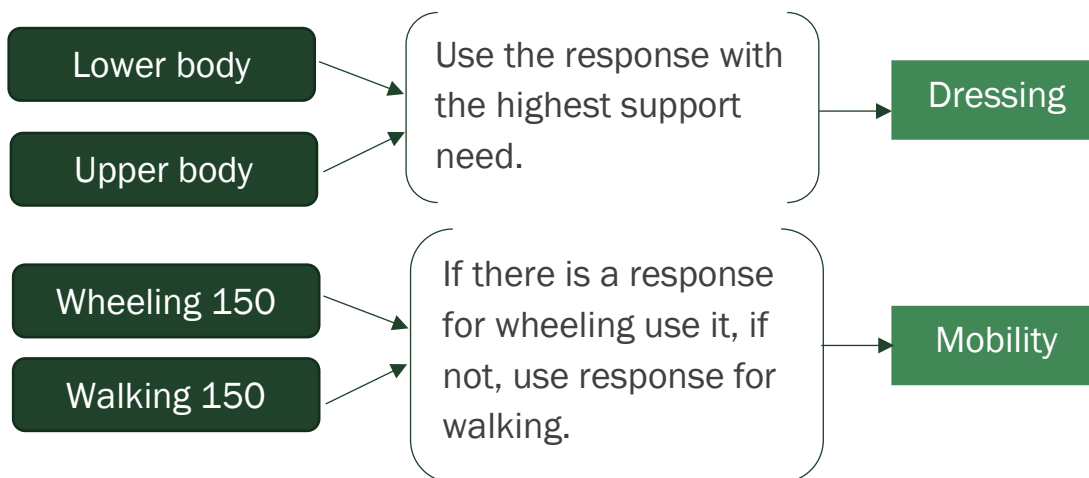 Lower body
Upper body
Use the response with
the highest support
need.
Dressing
Wheeling 150
Walking 150
If there is a response
for wheeling use it, if
not, use response for
walking.
Mobility